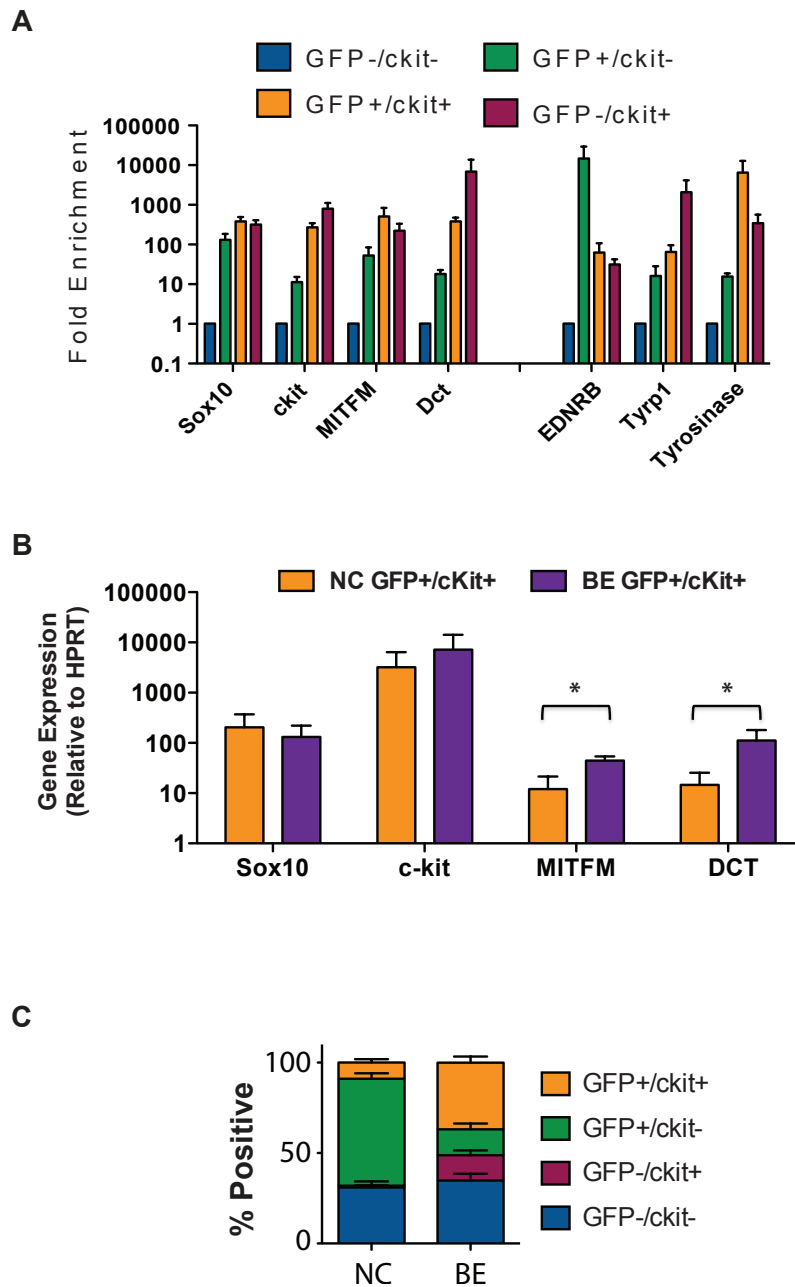 A
GFP-/ckit-
GFP+/ckit-
GFP+/ckit+
GFP-/ckit+
Fold Enrichment
100000
10000
1000
100
10
1
0.1
Sox10
ckit
MITFM
Dct
EDNRB
Tyrp1
Tyrosinase
B
NC GFP+/cKit+
BE GFP+/cKit+
Gene Expression
(Relative to HPRT)
100000
10000
1000
100
10
1
*
*
Sox10
c-kit
MITFM
DCT
C
% Positive
100
50
0
NC
BE
GFP+/ckit+
GFP+/ckit-
GFP-/ckit+
GFP-/ckit-